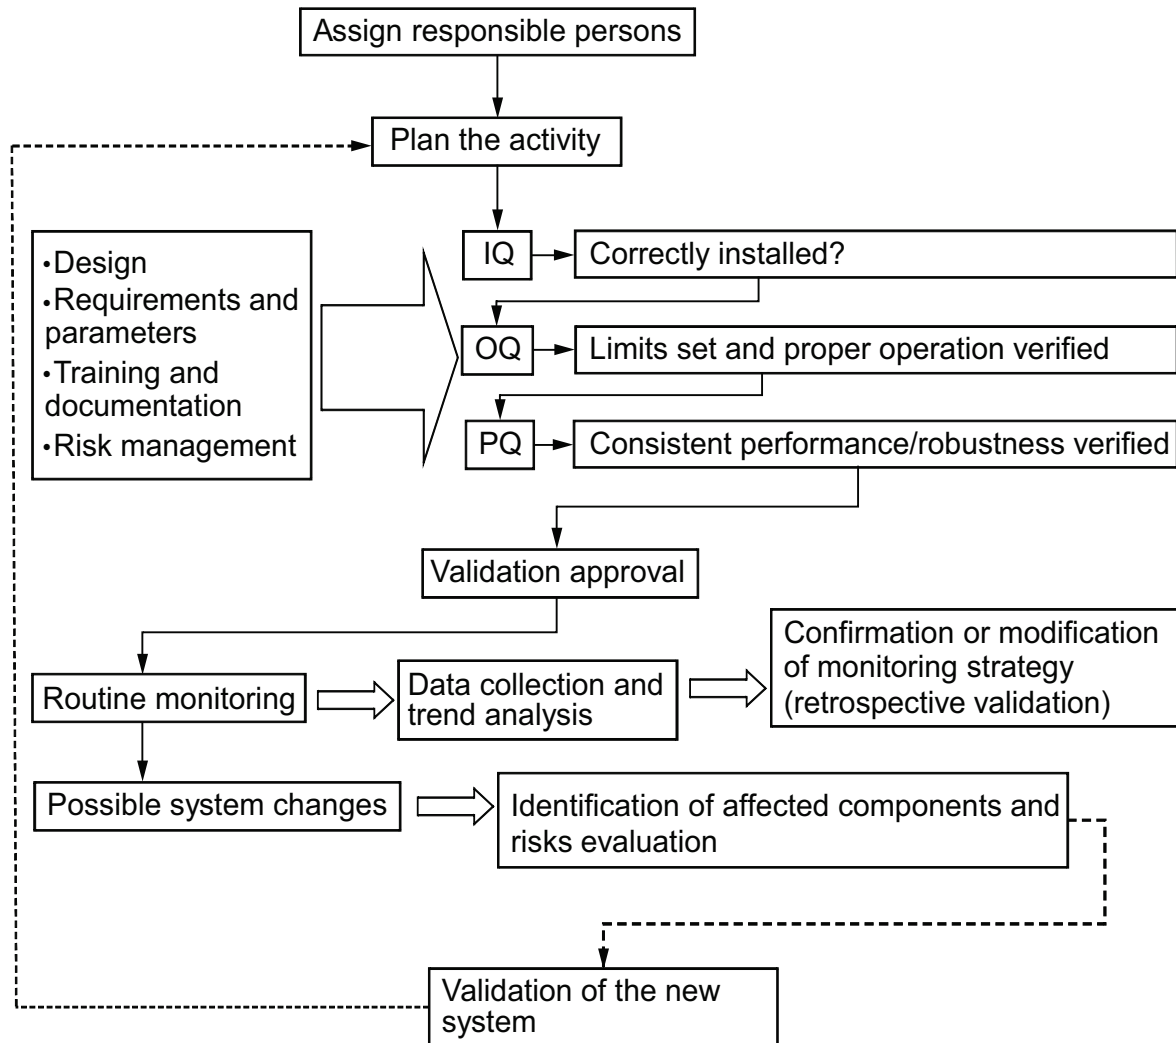 Assign responsible persons
Plan the activity
IQ
Correctly installed?
•Design
•Requirements and
parameters
•Training and
documentation
•Risk management
OQ
Limits set and proper operation verified
PQ
Consistent performance/robustness verified
Validation approval
Routine monitoring
Data collection and
trend analysis
Confirmation or modification
of monitoring strategy
(retrospective validation)
Possible system changes
Identification of affected components and
risks evaluation
Validation of the new
system